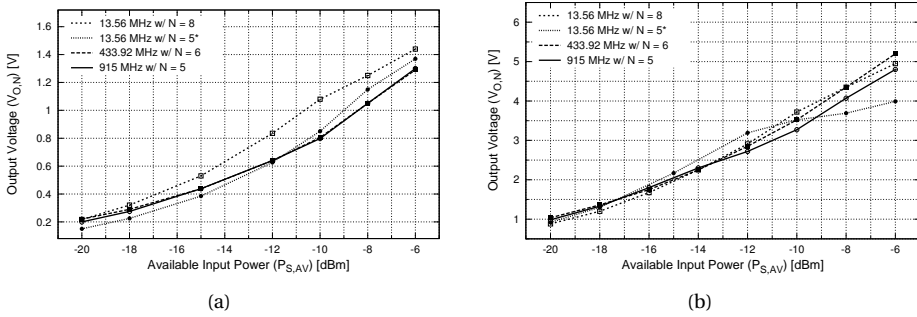 13.56 MHz w/ N = 8
13.56 MHz w/ N = 5*
433.92 MHz w/ N = 6
915 MHz w/ N = 5
Output Voltage (V_O,N) [V]
1.6
1.4
1.2
1.0
0.8
0.6
0.4
0.2
-20 -18 -16 -14 -12 -10 -8 -6
Available Input Power (P_S,AV) [dBm]
(a)
13.56 MHz w/ N = 8
13.56 MHz w/ N = 5*
433.92 MHz w/ N = 6
915 MHz w/ N = 5
Output Voltage (V_O,N) [V]
6
5
4
3
2
1
-20 -18 -16 -14 -12 -10 -8 -6
Available Input Power (P_S,AV) [dBm]
(b)